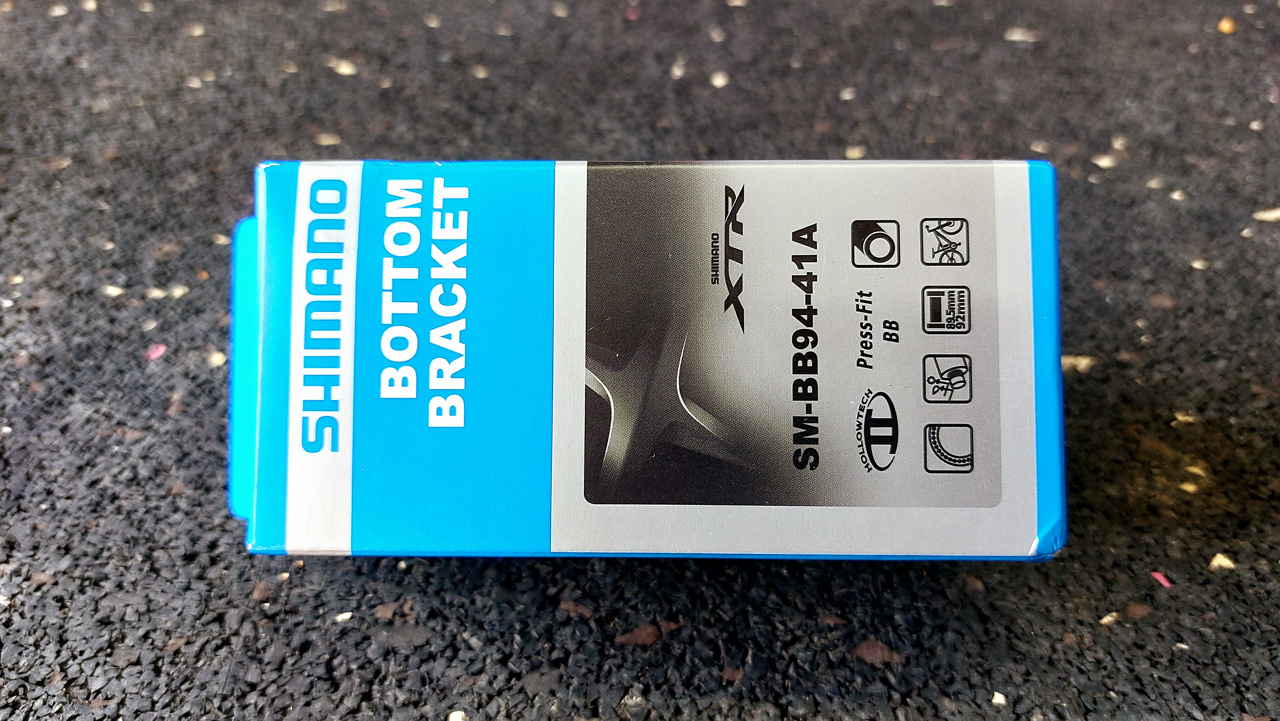 SHIMANO
BOTTOM
BRACKET
SHIMANO
XTR
SM-BB94-41A
HOLLOWTECH
II
Press-Fit
BB
89.5mm
92mm